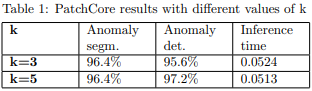 Table 1: PatchCore results with different values of k
k Anomaly Anomaly Inference
segm. det. time
k=3 96.4% 95.6% 0.0524
k=5 96.4% 97.2% 0.0513